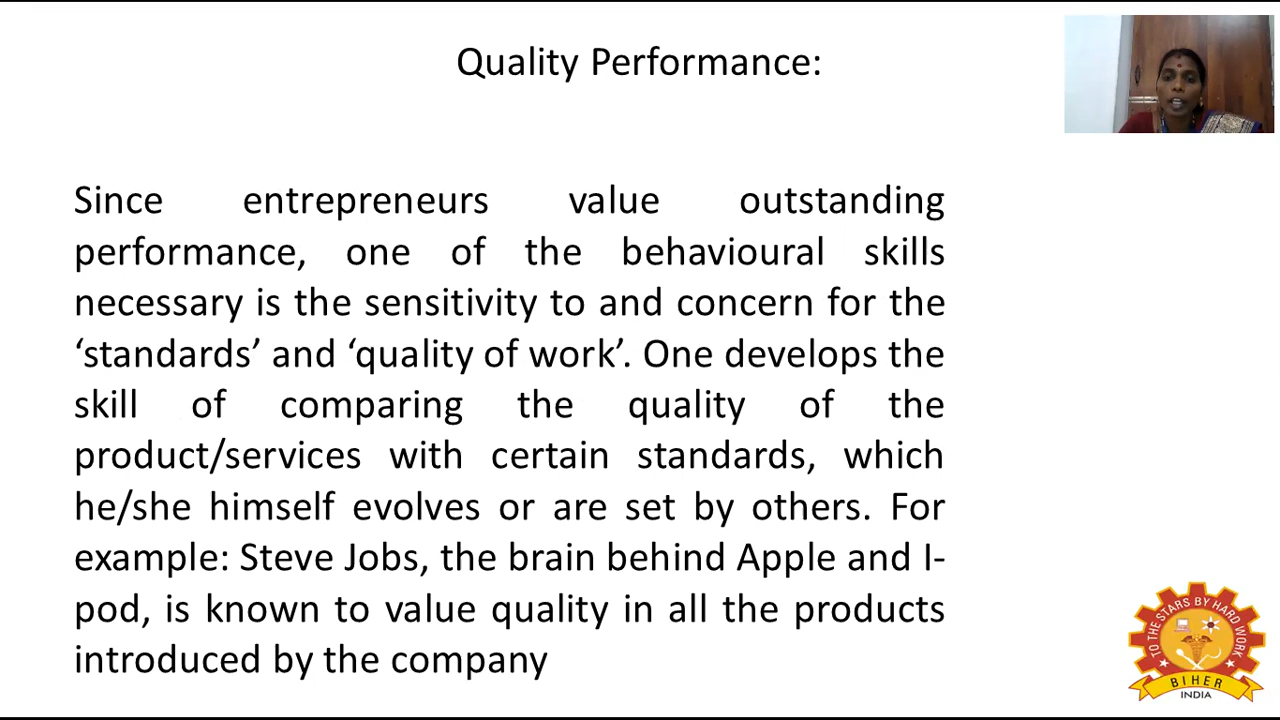 Quality Performance:
Since entrepreneurs value outstanding
performance, one of the behavioural skills
necessary is the sensitivity to and concern for the
‘standards’ and ‘quality of work’. One develops the
skill of comparing the quality of the
product/services with certain standards, which
he/she himself evolves or are set by others. For
example: Steve Jobs, the brain behind Apple and I-
pod, is known to value quality in all the products
introduced by the company
TO THE STARS BY HARD WORK
BIHER
INDIA